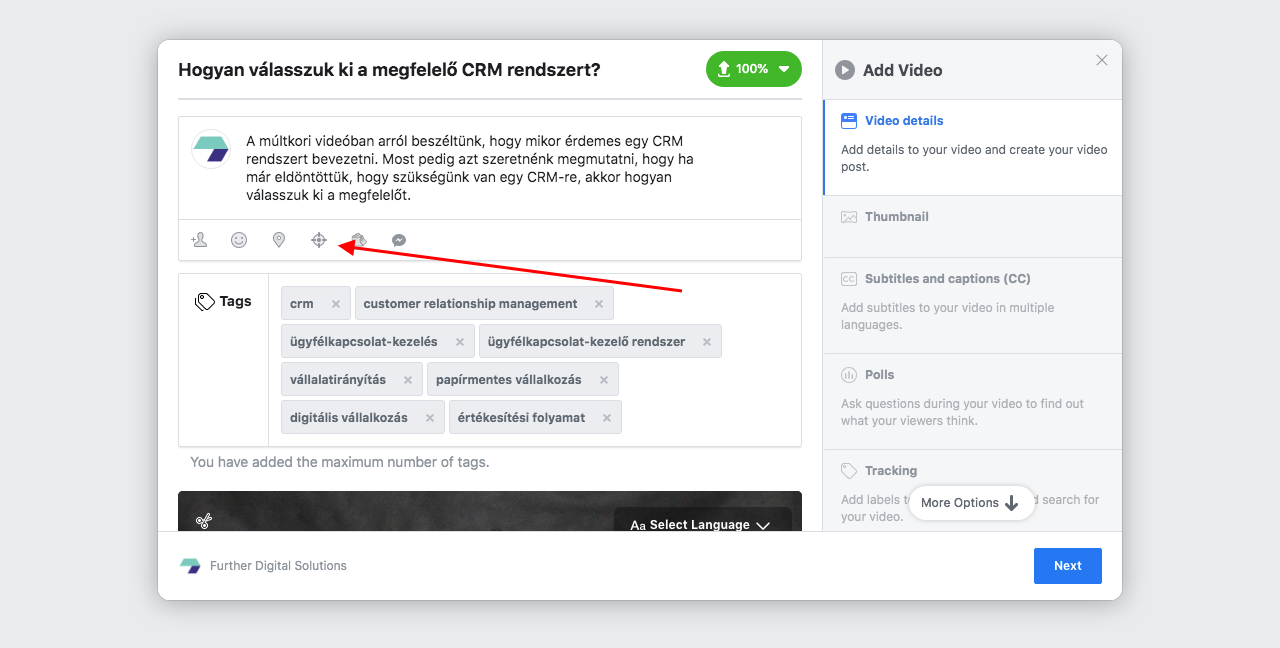 Hogyan válasszuk ki a megfelelő CRM rendszert?
100%
A múltkori videóban arról beszéltünk, hogy mikor érdemes egy CRM
rendszert bevezetni. Most pedig azt szeretnénk megmutatni, hogy ha
már eldöntöttük, hogy szükségünk van egy CRM-re, akkor hogyan
válasszuk ki a megfelelőt.
Tags
crm
customer relationship management
ügyfélkapcsolat-kezelés
ügyfélkapcsolat-kezelő rendszer
vállalatirányítás
papírmentes vállalkozás
digitális vállalkozás
értékesítési folyamat
You have added the maximum number of tags.
Aa Select Language
Further Digital Solutions
Add Video
Video details
Add details to your video and create your video
post.
Thumbnail
Subtitles and captions (CC)
CC
Add subtitles to your video in multiple
languages.
Polls
Ask questions during your video to find out
what your viewers think.
Tracking
Add labels search for
your video.
More Options
Next